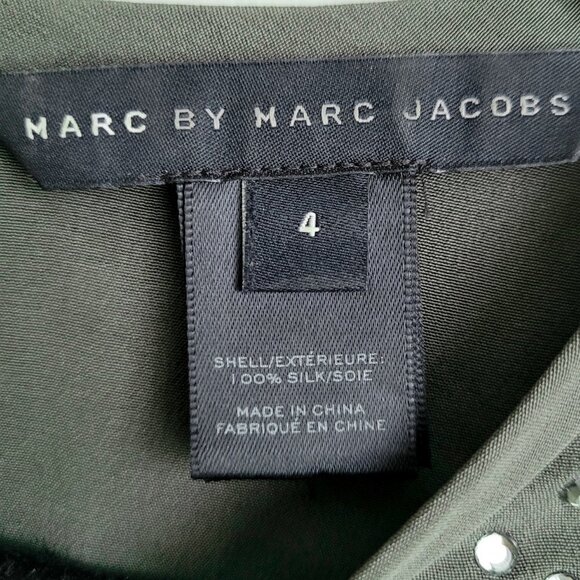 MARC BY MARC JACOBS
4
SHELL/EXTÉRIEURE:
100% SILK/SOIE
MADE IN CHINA
FABRIQUÉ EN CHINE